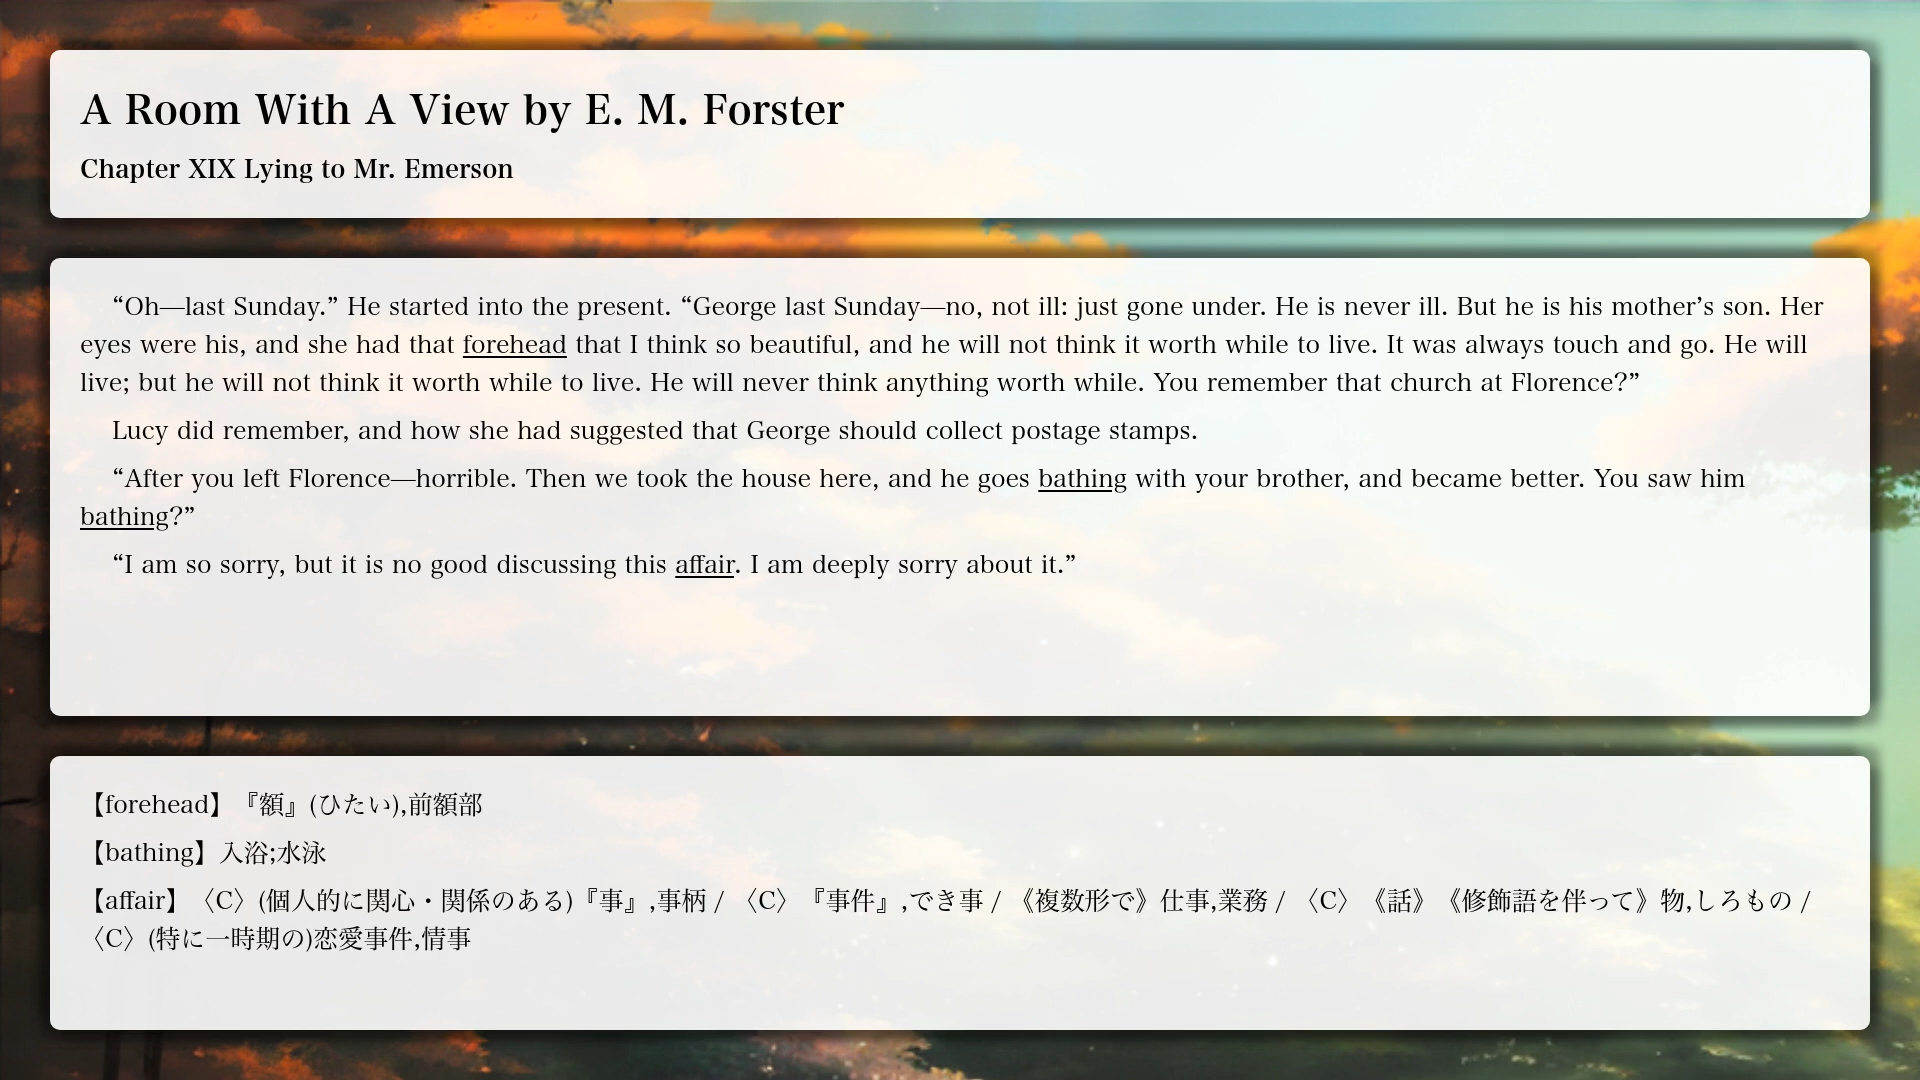 A Room With A View by E. M. Forster
Chapter XIX Lying to Mr. Emerson
“Oh—last Sunday.” He started into the present. “George last Sunday—no, not ill: just gone under. He is never ill. But he is his mother’s son. Her
eyes were his, and she had that forehead that I think so beautiful, and he will not think it worth while to live. It was always touch and go. He will
live; but he will not think it worth while to live. He will never think anything worth while. You remember that church at Florence?”
Lucy did remember, and how she had suggested that George should collect postage stamps.
“After you left Florence—horrible. Then we took the house here, and he goes bathing with your brother, and became better. You saw him
bathing?”
“I am so sorry, but it is no good discussing this affair. I am deeply sorry about it.”
【forehead】『額』(ひたい),前額部
【bathing】入浴;水泳
【affair】〈C〉(個人的に関心・関係のある)『事』,事柄 / 〈C〉『事件』,でき事 / 《複数形で》仕事,業務 / 〈C〉《話》《修飾語を伴って》物,しろもの /
〈C〉(特に一時期の)恋愛事件,情事